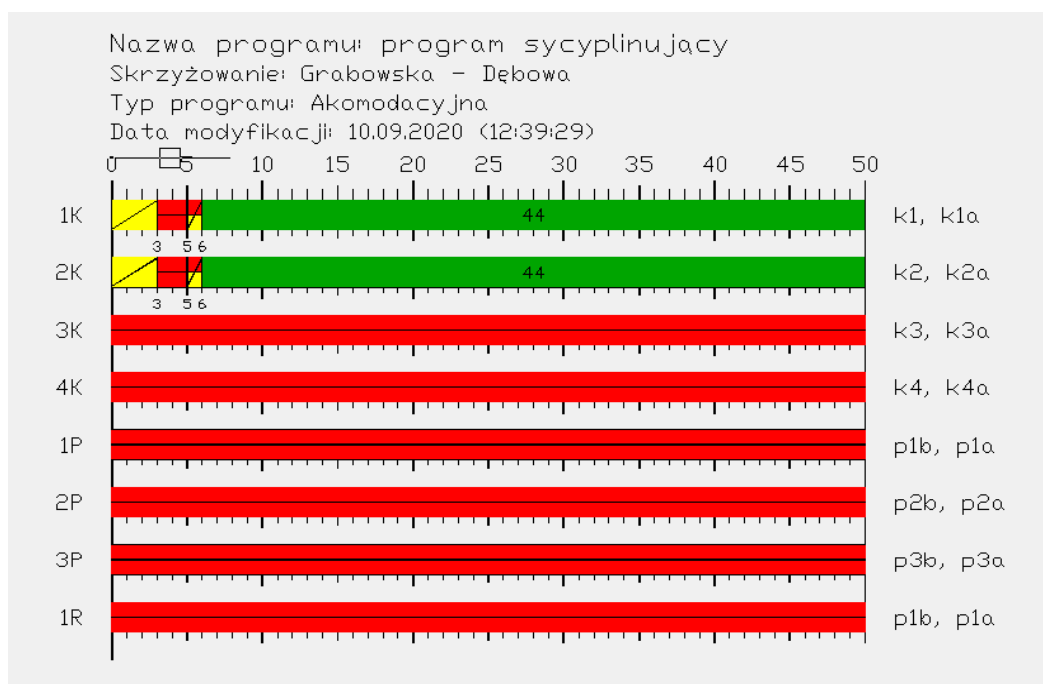 Nazwa programu: program sycyplinujący
Skrzyżowanie: Grabowska - Dębowa
Typ programu: Akomodacyjna
Data modyfikacji: 10.09.2020 (12:39:29)
0 5 10 15 20 25 30 35 40 45 50
1K 44 k1, k1a
3 5 6
2K 44 k2, k2a
3 5 6
3K k3, k3a
4K k4, k4a
1P p1b, p1a
2P p2b, p2a
3P p3b, p3a
1R p1b, p1a